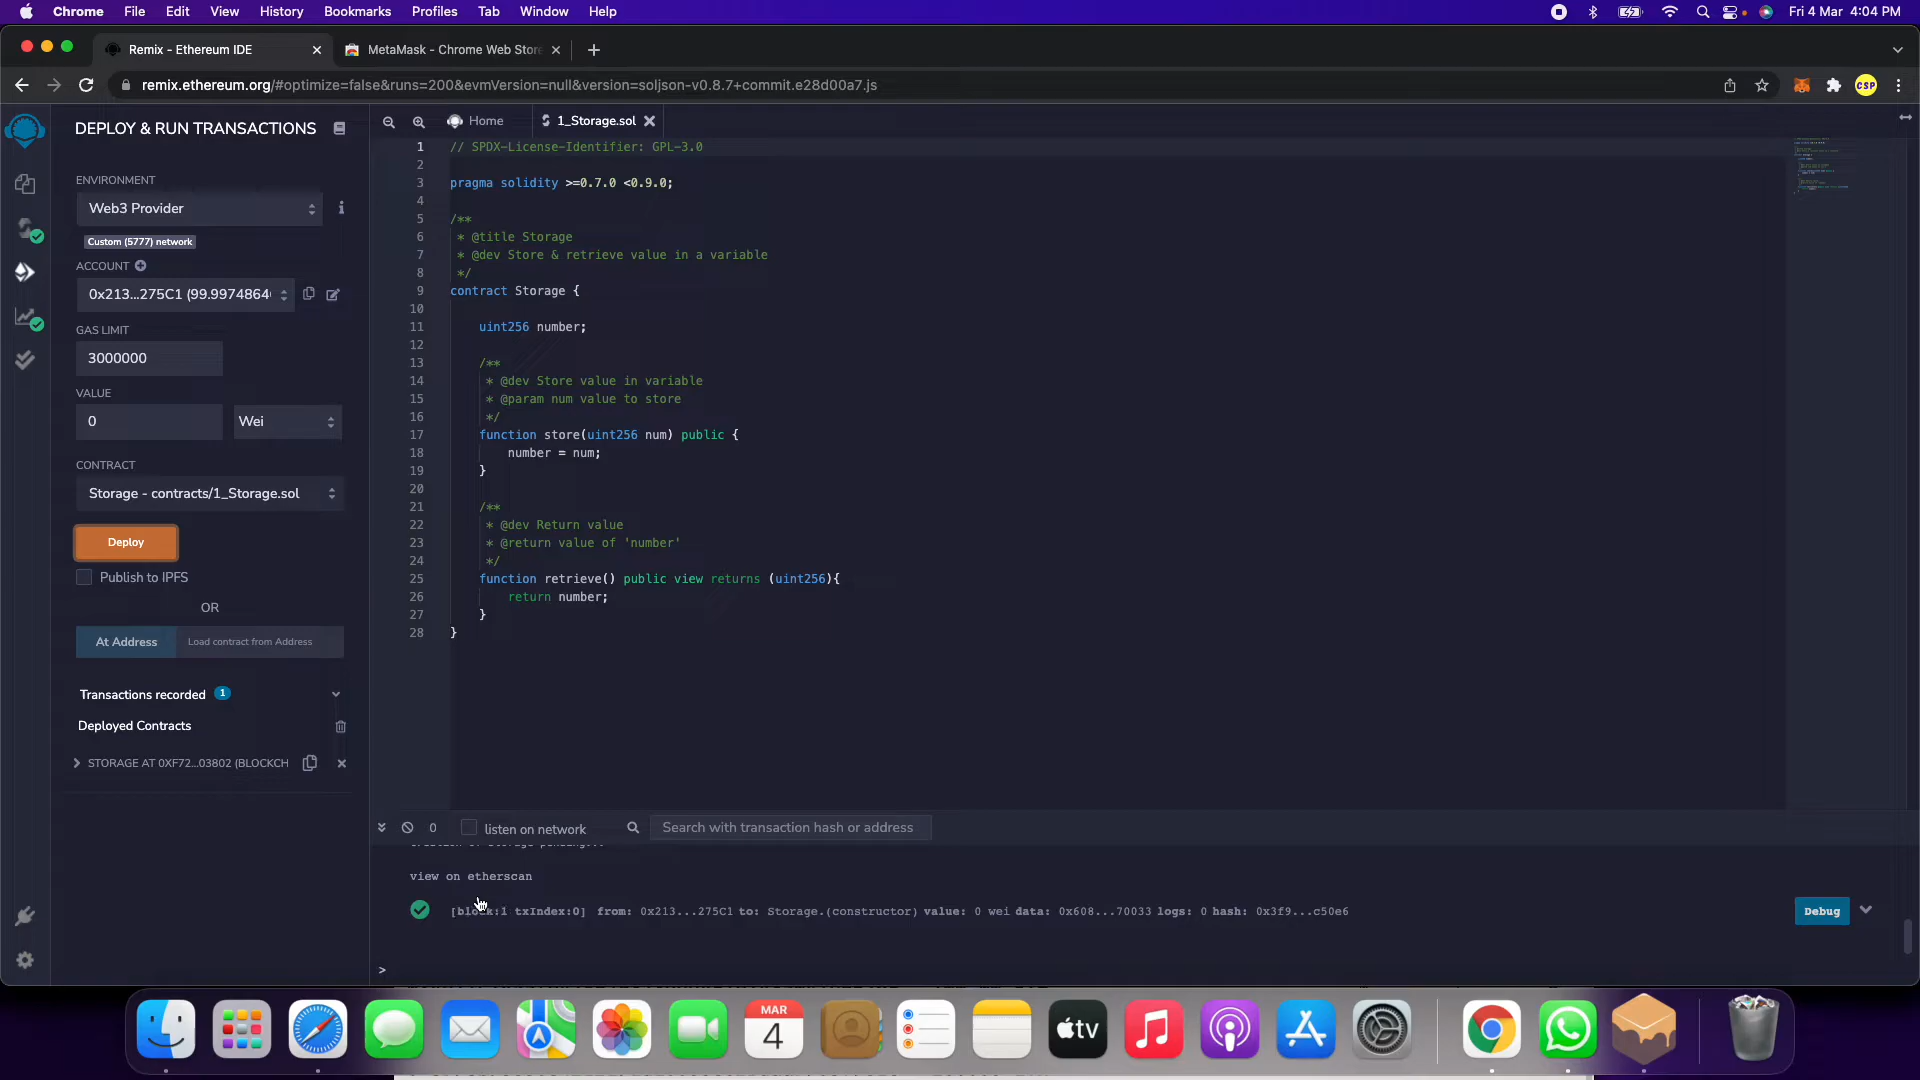 Chrome File Edit View History Bookmarks Profiles Tab Window Help Fri 4 Mar 4:04 PM
Remix - Ethereum IDE MetaMask - Chrome Web Store
remix.ethereum.org/#optimize=false&runs=200&evmVersion=null&version=soljson-v0.8.7+commit.e28d00a7.js CSP
DEPLOY & RUN TRANSACTIONS
ENVIRONMENT
Web3 Provider
Custom (5777) network
ACCOUNT
0x213...275C1 (99.9974864
GAS LIMIT
3000000
VALUE
0 Wei
CONTRACT
Storage - contracts/1_Storage.sol
Deploy
Publish to IPFS
OR
At Address Load contract from Address
Transactions recorded 1
Deployed Contracts
STORAGE AT 0XF72...03802 (BLOCKCH
Home 1_Storage.sol
1 // SPDX-License-Identifier: GPL-3.0
2
3 pragma solidity >=0.7.0 <0.9.0;
4
5 /**
6 * @title Storage
7 * @dev Store & retrieve value in a variable
8 */
9 contract Storage {
10
11 uint256 number;
12
13 /**
14 * @dev Store value in variable
15 * @param num value to store
16 */
17 function store(uint256 num) public {
18 number = num;
19 }
20
21 /**
22 * @dev Return value
23 * @return value of 'number'
24 */
25 function retrieve() public view returns (uint256){
26 return number;
27 }
28 }
0 listen on network Search with transaction hash or address
view on etherscan
[block:1 txIndex:0] from: 0x213...275C1 to: Storage.(constructor) value: 0 wei data: 0x608...70033 logs: 0 hash: 0x3f9...c50e6 Debug
>
MAR
4
tv